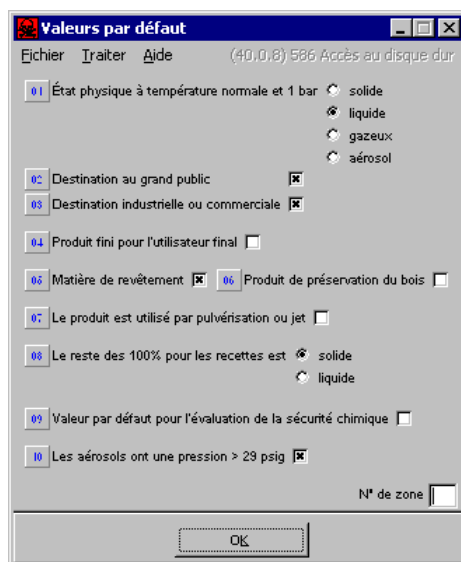 Valeurs par défaut
Fichier Traiter Aide (40.0.8) 586 Accès au disque dur
01 État physique à température normale et 1 bar solide
liquide
gazeux
aérosol
02 Destination au grand public
03 Destination industrielle ou commerciale
04 Produit fini pour l'utilisateur final
05 Matière de revêtement 06 Produit de préservation du bois
07 Le produit est utilisé par pulvérisation ou jet
08 Le reste des 100% pour les recettes est solide
liquide
09 Valeur par défaut pour l'évaluation de la sécurité chimique
10 Les aérosols ont une pression > 29 psig
N° de zone
OK